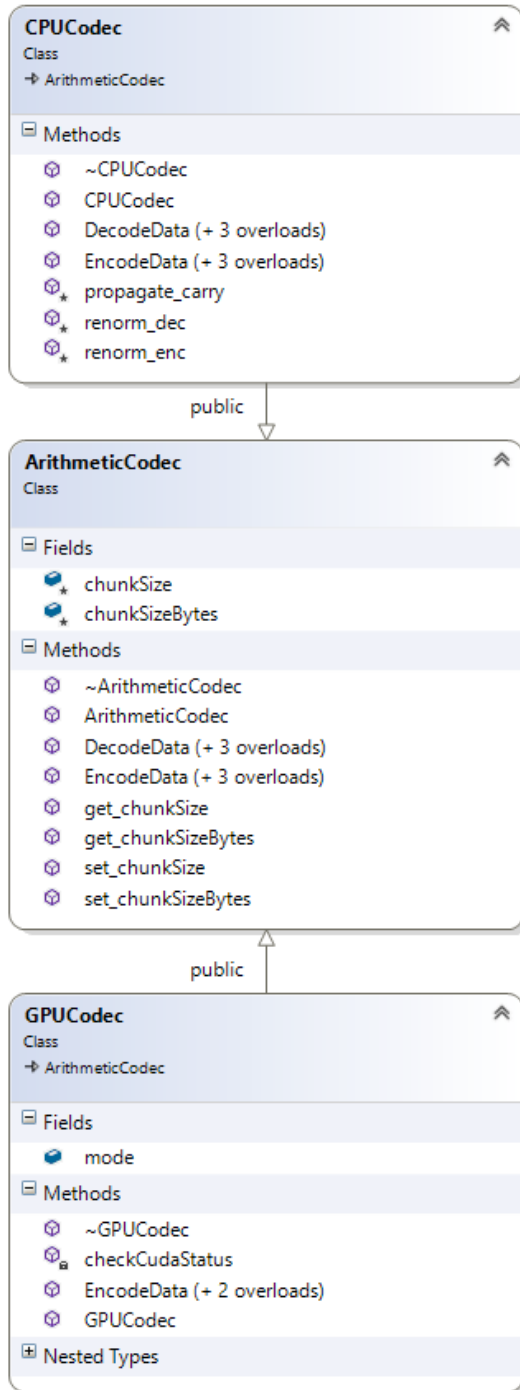 CPUCodec
Class
ArithmeticCodec
Methods
~CPUCodec
CPUCodec
DecodeData (+ 3 overloads)
EncodeData (+ 3 overloads)
propagate_carry
renorm_dec
renorm_enc
public
ArithmeticCodec
Class
Fields
chunkSize
chunkSizeBytes
Methods
~ArithmeticCodec
ArithmeticCodec
DecodeData (+ 3 overloads)
EncodeData (+ 3 overloads)
get_chunkSize
get_chunkSizeBytes
set_chunkSize
set_chunkSizeBytes
public
GPUCodec
Class
ArithmeticCodec
Fields
mode
Methods
~GPUCodec
checkCudaStatus
EncodeData (+ 2 overloads)
GPUCodec
Nested Types